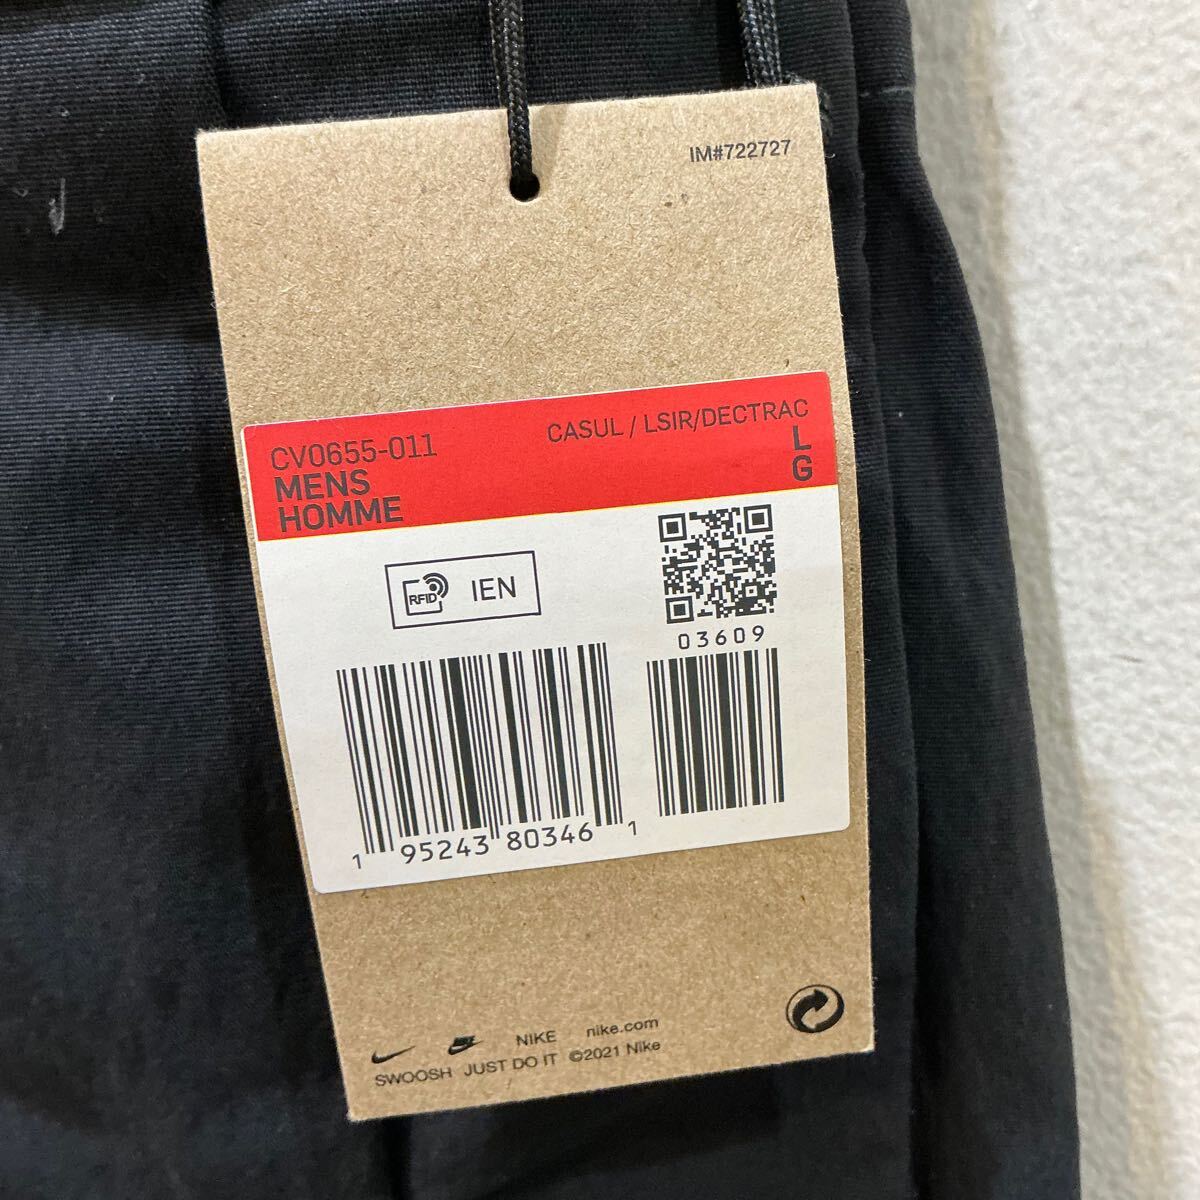 IM#722727
CV0655-011
CASUL / LSIR/DECTRAC
MENS
L
HOMME
G
RFID IEN
03609
1 95243 80346 1
NIKE nike.com
SWOOSH JUST DO IT ©2021 Nike